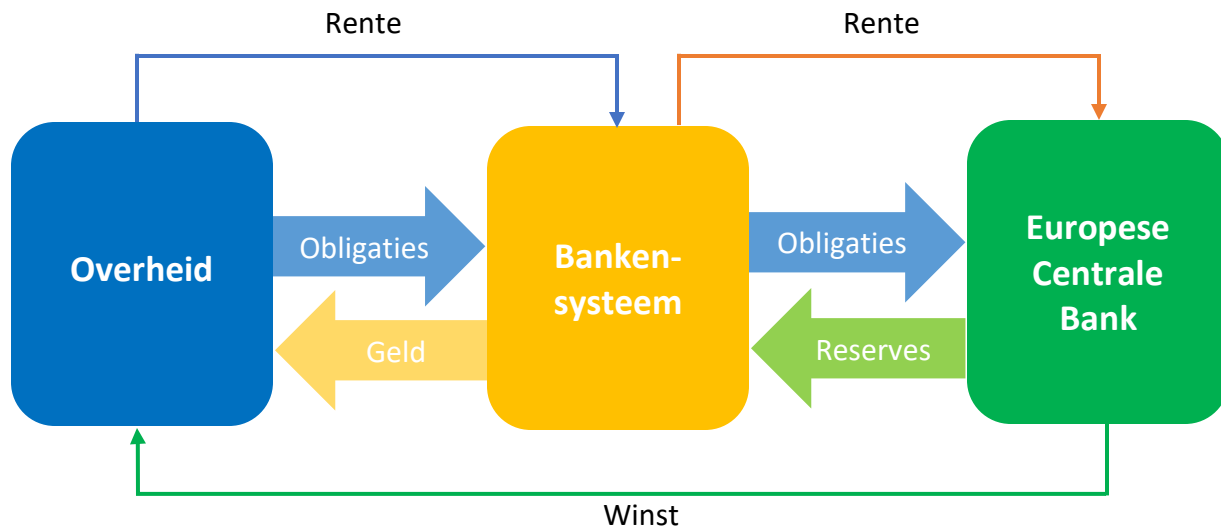 Rente
Rente
Overheid
Obligaties
Geld
Banken-
systeem
Obligaties
Reserves
Europese
Centrale
Bank
Winst